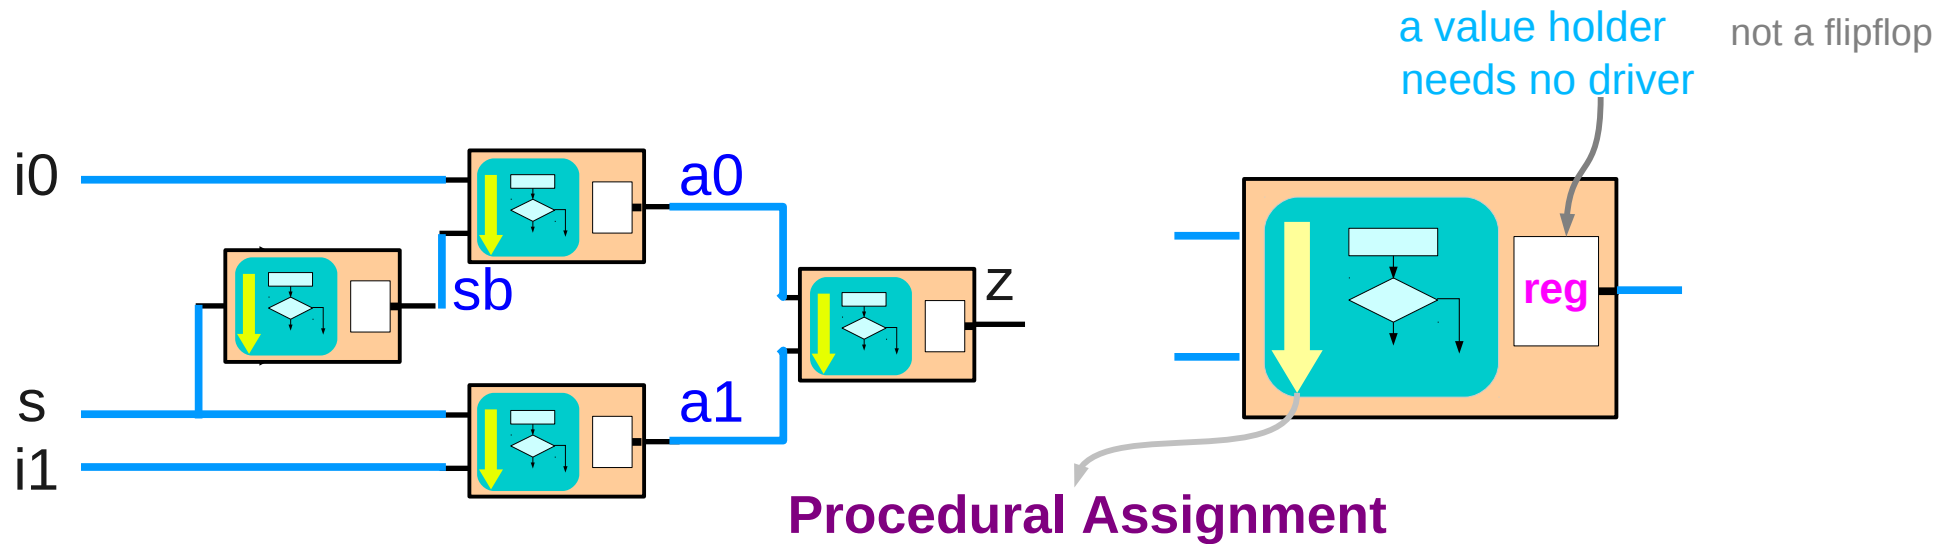 a value holder
needs no driver
not a flipflop
i0
a0
sb
z
s
a1
i1
reg
Procedural Assignment